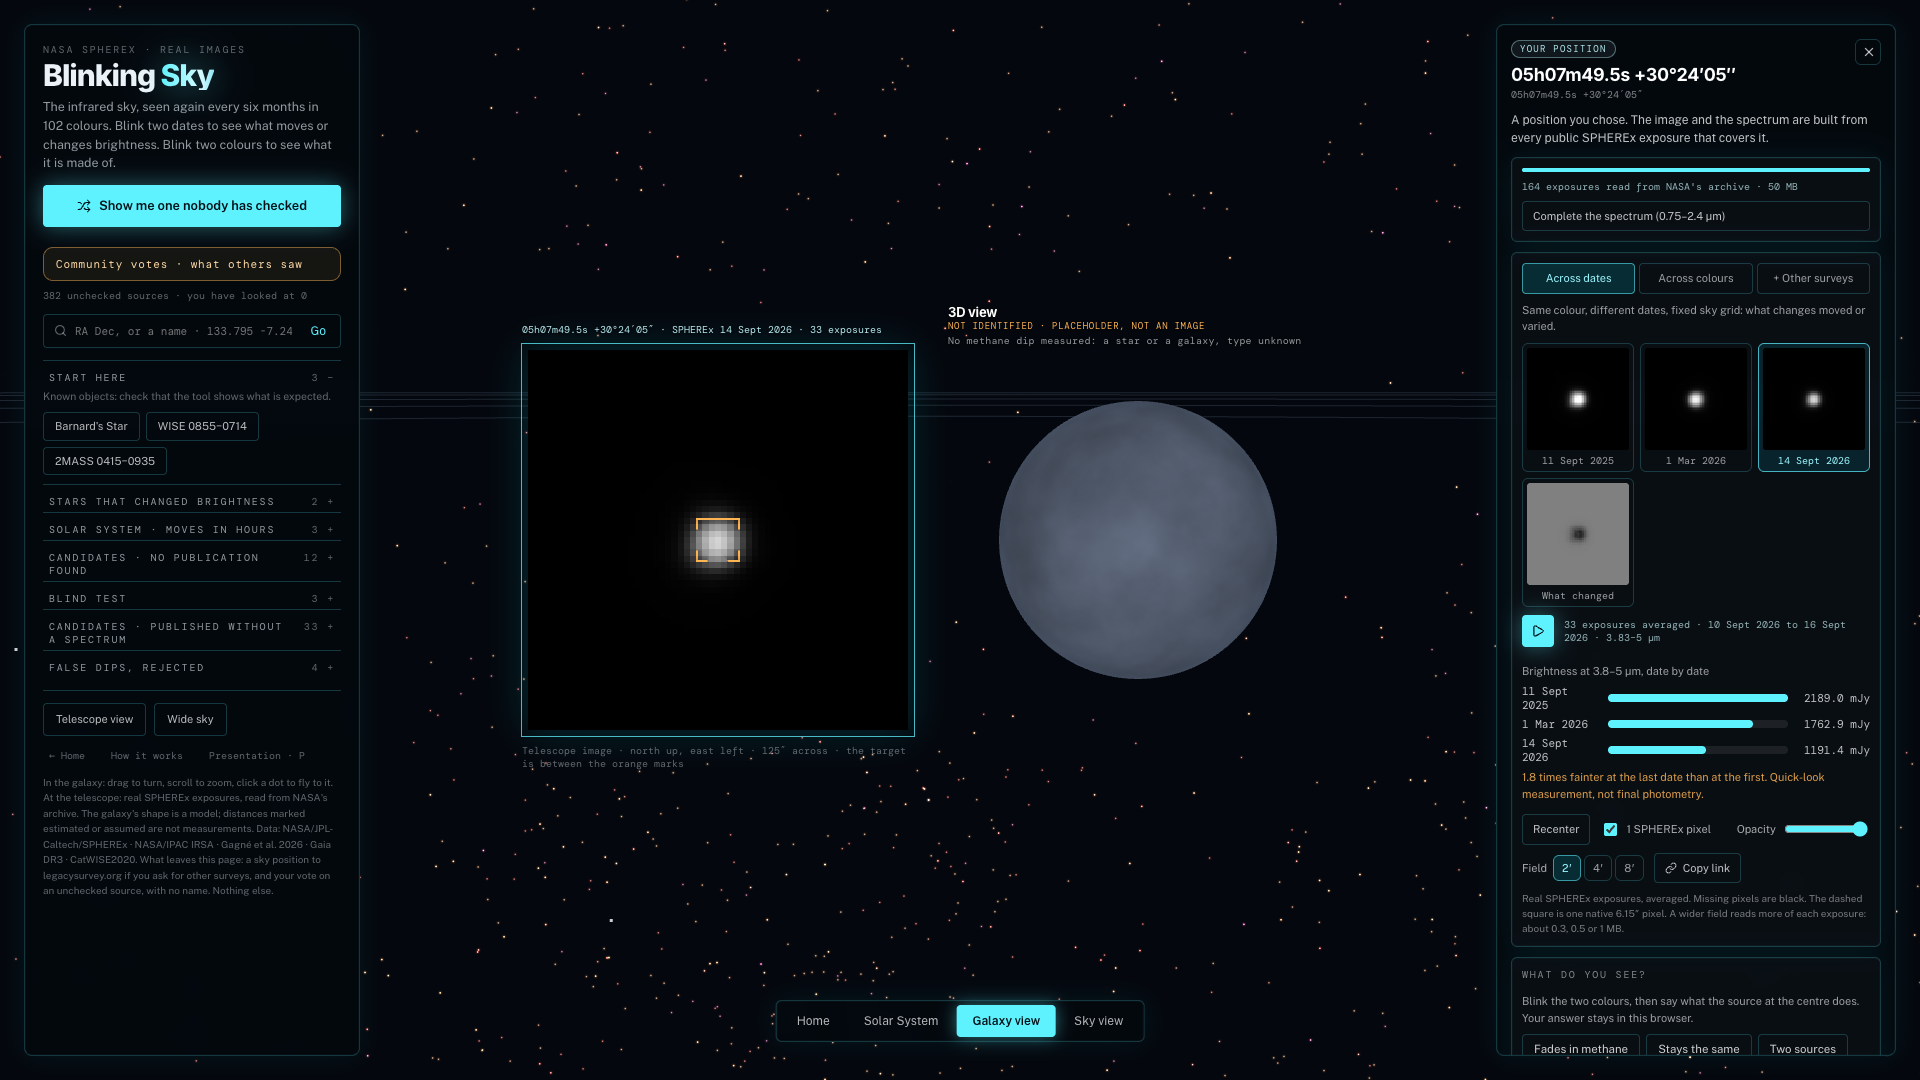 NASA SPHEREX · REAL IMAGES
Blinking Sky
The infrared sky, seen again every six months in
102 colours. Blink two dates to see what moves or
changes brightness. Blink two colours to see what
it is made of.
Show me one nobody has checked
Community votes · what others saw
382 unchecked sources · you have looked at 0
RA Dec, or a name · 133.795 -7.24
Go
START HERE 3 −
Known objects: check that the tool shows what is expected.
Barnard's Star
WISE 0855−0714
2MASS 0415−0935
STARS THAT CHANGED BRIGHTNESS 2 +
SOLAR SYSTEM · MOVES IN HOURS 3 +
CANDIDATES · NO PUBLICATION 12 +
FOUND
BLIND TEST 3 +
CANDIDATES · PUBLISHED WITHOUT 33 +
A SPECTRUM
FALSE DIPS, REJECTED 4 +
Telescope view
Wide sky
← Home
How it works
Presentation · P
In the galaxy: drag to turn, scroll to zoom, click a dot to fly to it.
At the telescope: real SPHEREx exposures, read from NASA's
archive. The galaxy's shape is a model; distances marked
estimated or assumed are not measurements. Data: NASA/JPL-
Caltech/SPHEREx · NASA/IPAC IRSA · Gagné et al. 2026 · Gaia
DR3 · CatWISE2020. What leaves this page: a sky position to
legacysurvey.org if you ask for other surveys, and your vote on
an unchecked source, with no name. Nothing else.
05h07m49.5s +30°24′05″ · SPHEREx 14 Sept 2026 · 33 exposures
Telescope image · north up, east left · 125″ across · the target
is between the orange marks
3D view
NOT IDENTIFIED · PLACEHOLDER, NOT AN IMAGE
No methane dip measured: a star or a galaxy, type unknown
Home
Solar System
Galaxy view
Sky view
YOUR POSITION
05h07m49.5s +30°24′05″
05h07m49.5s +30°24′05″
A position you chose. The image and the spectrum are built from
every public SPHEREx exposure that covers it.
164 exposures read from NASA's archive · 50 MB
Complete the spectrum (0.75–2.4 µm)
Across dates
Across colours
+ Other surveys
Same colour, different dates, fixed sky grid: what changes moved or
varied.
11 Sept 2025
1 Mar 2026
14 Sept 2026
What changed
33 exposures averaged · 10 Sept 2026 to 16 Sept
2026 · 3.83–5 µm
Brightness at 3.8–5 µm, date by date
11 Sept
2025
2189.0 mJy
1 Mar 2026
1762.9 mJy
14 Sept
2026
1191.4 mJy
1.8 times fainter at the last date than at the first. Quick-look
measurement, not final photometry.
Recenter
1 SPHEREx pixel
Opacity
Field
2′
4′
8′
Copy link
Real SPHEREx exposures, averaged. Missing pixels are black. The dashed
square is one native 6.15″ pixel. A wider field reads more of each exposure:
about 0.3, 0.5 or 1 MB.
WHAT DO YOU SEE?
Blink the two colours, then say what the source at the centre does.
Your answer stays in this browser.
Fades in methane
Stays the same
Two sources